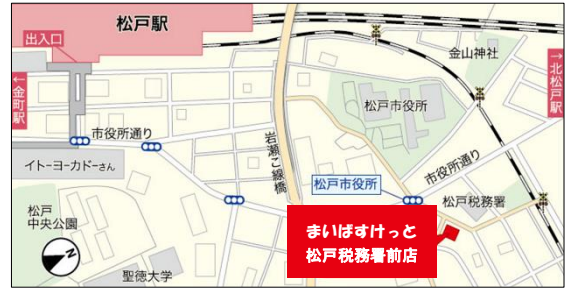 松戸駅
出入口
←金町駅
金山神社
→北松戸駅
松戸市役所
市役所通り
岩瀬こ線橋
イトーヨーカドーさん
松戸市役所
市役所通り
松戸税務署
松戸
中央公園
まいばすけっと
松戸税務署前店
聖徳大学
N